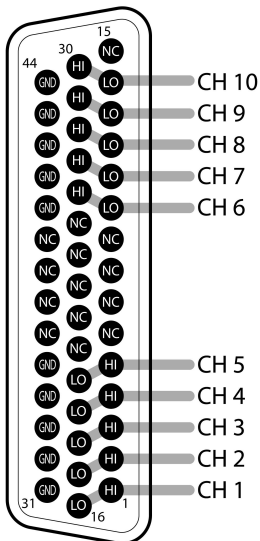 15
30 NC
44 HI
GND LO CH 10
HI
GND LO CH 9
HI
GND LO CH 8
HI
GND LO CH 7
HI
GND LO CH 6
NC
NC NC
NC
NC NC
NC
NC NC
NC
NC NC
NC
GND HI CH 5
LO
GND HI CH 4
LO
GND HI CH 3
LO
GND HI CH 2
LO
GND HI CH 1
31 LO 1
16